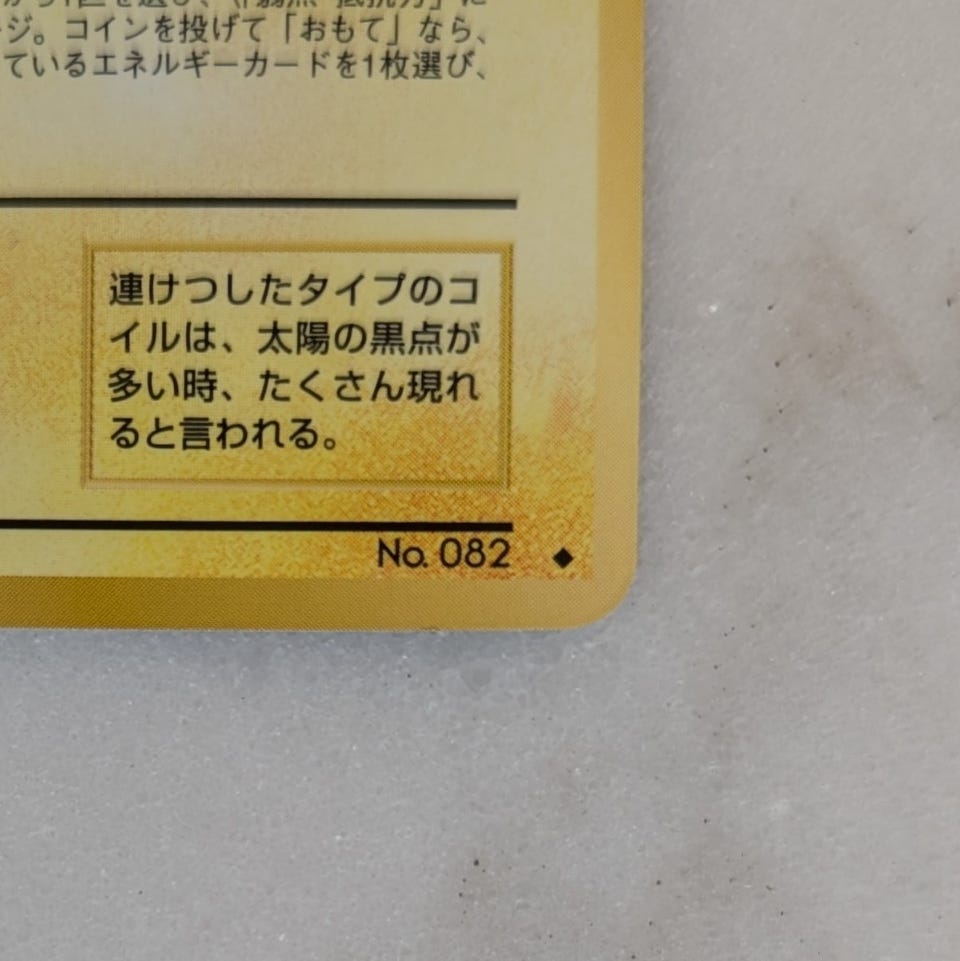 ジ。コインを投げて「おもて」なら、
ているエネルギーカードを1枚選び、
連けつしたタイプのコ
イルは、太陽の黒点が
多い時、たくさん現れ
ると言われる。
No. 082 ◆